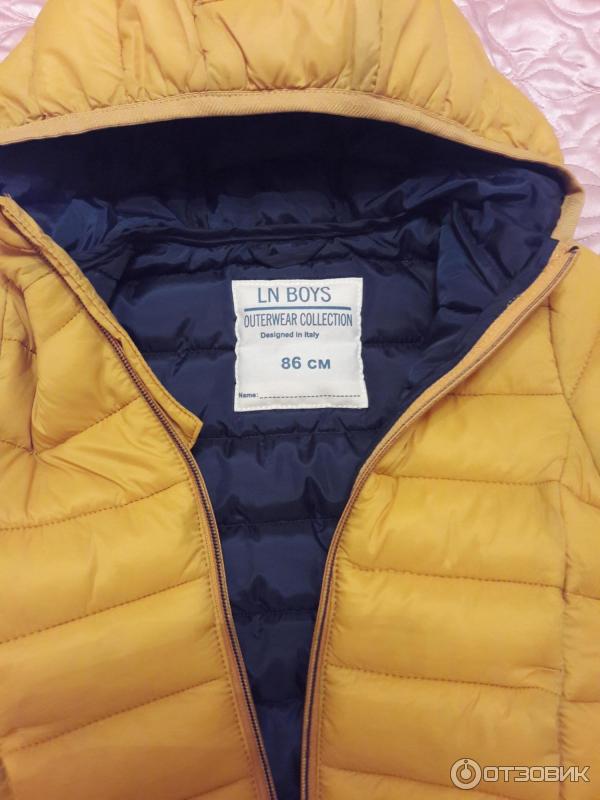 LN BOYS
OUTERWEAR COLLECTION
Designed in Italy
86 CM
Name:
ОТЗОВИК